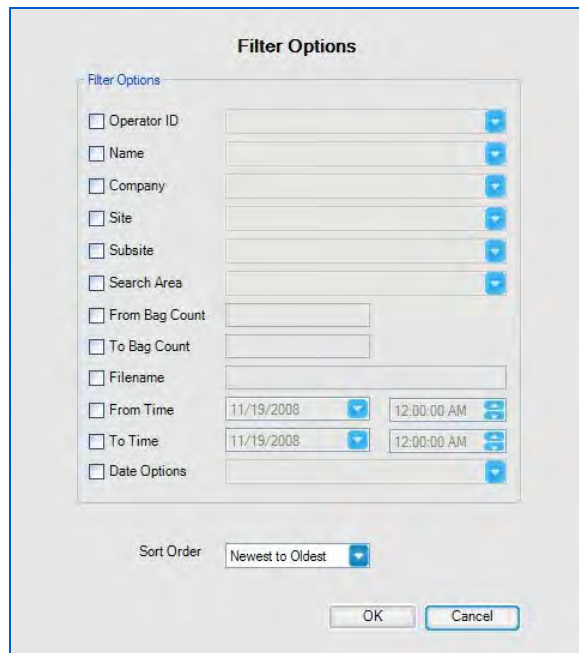 Filter Options
Filter Options
Operator ID
Name
Company
Site
Subsite
Search Area
From Bag Count
To Bag Count
Filename
From Time 11/19/2008 12:00:00 AM
To Time 11/19/2008 12:00:00 AM
Date Options
Sort Order Newest to Oldest
OK Cancel